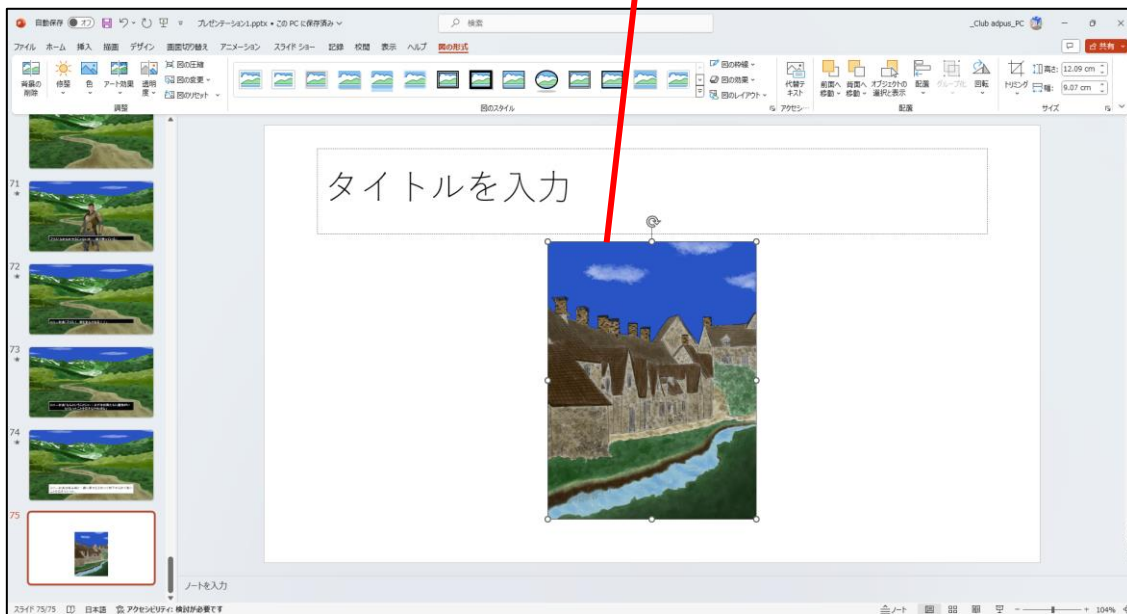 自動保存 オフ プレゼンテーション1.pptx • この PC に保存済み 検索 _Club adpus_PC
ファイル ホーム 挿入 描画 デザイン 画面切り替え アニメーション スライド ショー 記録 校閲 表示 ヘルプ 図の形式 共有
背景の削除 修整 色 アート効果 透明度 図の圧縮 図の変更 図のリセット
図の枠線 図の効果 図のレイアウト
代替テキスト 前面へ移動 背面へ移動 オブジェクトの選択と表示 配置 グループ化 回転 トリミング 高さ: 12.09 cm 幅: 9.07 cm
調整 図のスタイル アクセシ… 配置 サイズ
タイトルを入力
71
72
73
74
75
ノートを入力
スライド 75/75 日本語 アクセシビリティ: 検討が必要です ノート 104%